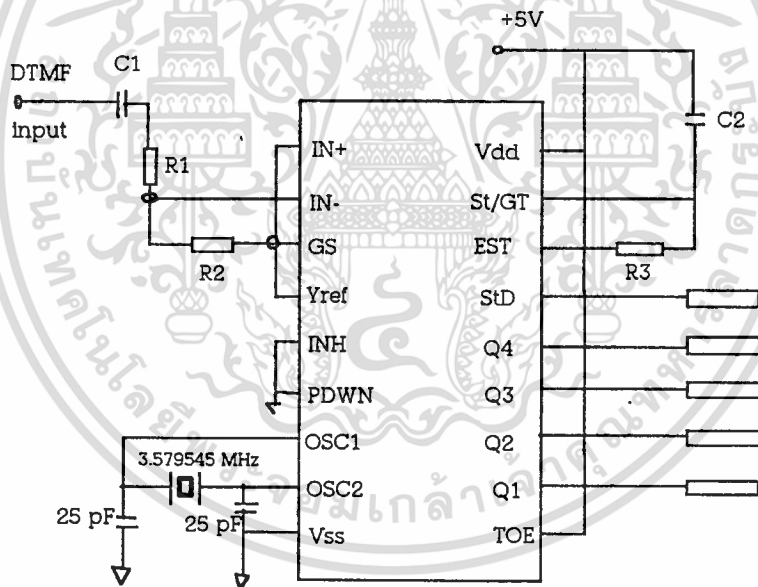 +5V
DTMF
C1
input
C2
R1
IN+
Vdd
IN-
St/GT
GS
EST
R2
R3
Yref
StD
INH
Q4
PDWN
Q3
OSC1
Q2
3.579545 MHz
OSC2
Q1
25 pF
25 pF
Vss
TOE